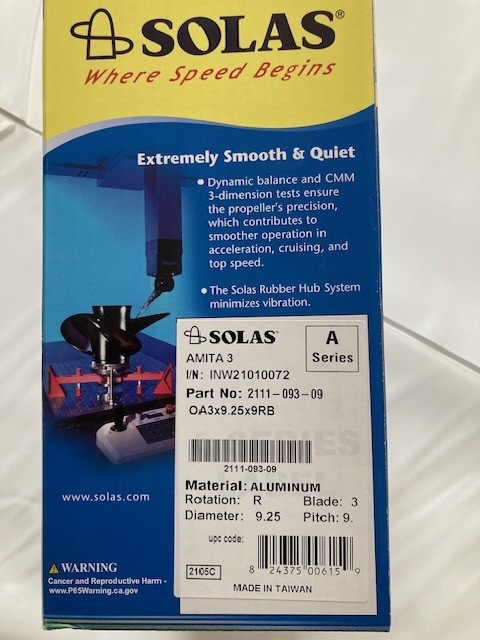 SOLAS®
Where Speed Begins
Extremely Smooth & Quiet
• Dynamic balance and CMM
3-dimension tests ensure
the propeller's precision,
which contributes to
smoother operation in
acceleration, cruising, and
top speed.
• The Solas Rubber Hub System
minimizes vibration.
SOLAS®
A
Series
AMITA 3
I/N: INW21010072
Part No: 2111-093-09
OA3x9.25x9RB
2111-093-09
Material: ALUMINUM
Rotation: R Blade: 3
Diameter: 9.25 Pitch: 9.
upc code:
8 24375 00615 9
2105C
MADE IN TAIWAN
www.solas.com
⚠ WARNING
Cancer and Reproductive Harm -
www.P65Warning.ca.gov